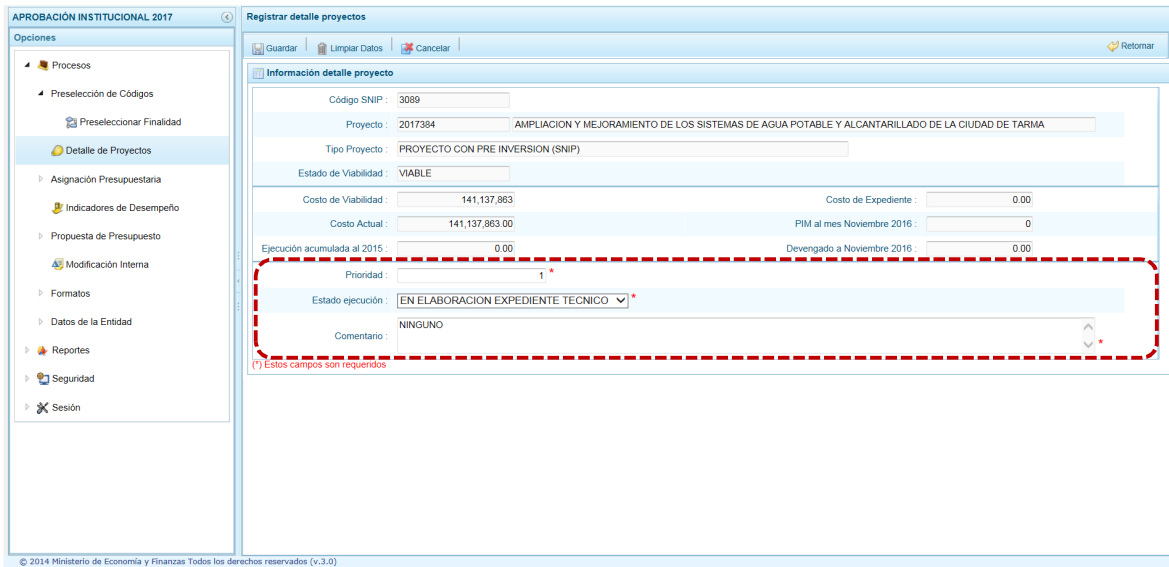 APROBACIÓN INSTITUCIONAL 2017
Opciones
Procesos
Preselección de Códigos
Preseleccionar Finalidad
Detalle de Proyectos
Asignación Presupuestaria
Indicadores de Desempeño
Propuesta de Presupuesto
Modificación Interna
Formatos
Datos de la Entidad
Reportes
Seguridad
Sesión
Registrar detalle proyectos
Guardar Limpiar Datos Cancelar Retornar
Información detalle proyecto
Código SNIP : 3089
Proyecto : 2017384 AMPLIACION Y MEJORAMIENTO DE LOS SISTEMAS DE AGUA POTABLE Y ALCANTARILLADO DE LA CIUDAD DE TARMA
Tipo Proyecto : PROYECTO CON PRE INVERSION (SNIP)
Estado de Viabilidad : VIABLE
Costo de Viabilidad : 141,137,863 Costo de Expediente : 0.00
Costo Actual : 141,137,863.00 PIM al mes Noviembre 2016 : 0
Ejecución acumulada al 2015 : 0.00 Devengado a Noviembre 2016 : 0.00
Prioridad : 1 *
Estado ejecución : EN ELABORACION EXPEDIENTE TECNICO *
Comentario : NINGUNO *
(*) Estos campos son requeridos
© 2014 Ministerio de Economía y Finanzas Todos los derechos reservados (v.3.0)